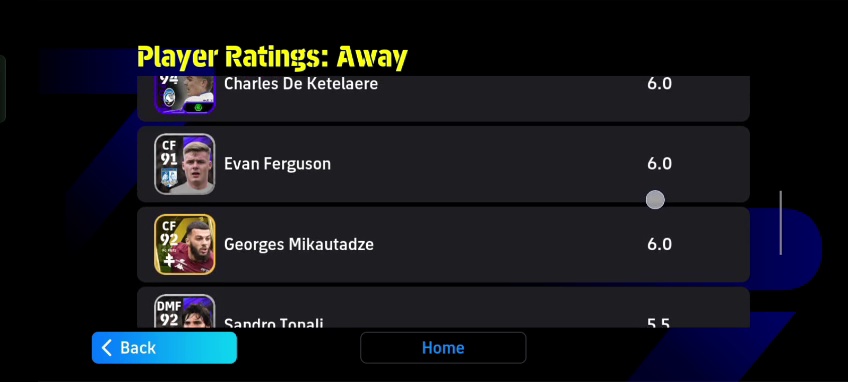 Player Ratings: Away
94
Charles De Ketelaere
6.0
CF
91
Evan Ferguson
6.0
CF
92
Georges Mikautadze
6.0
DMF
92
Sandro Tonali
5.5
Back
Home